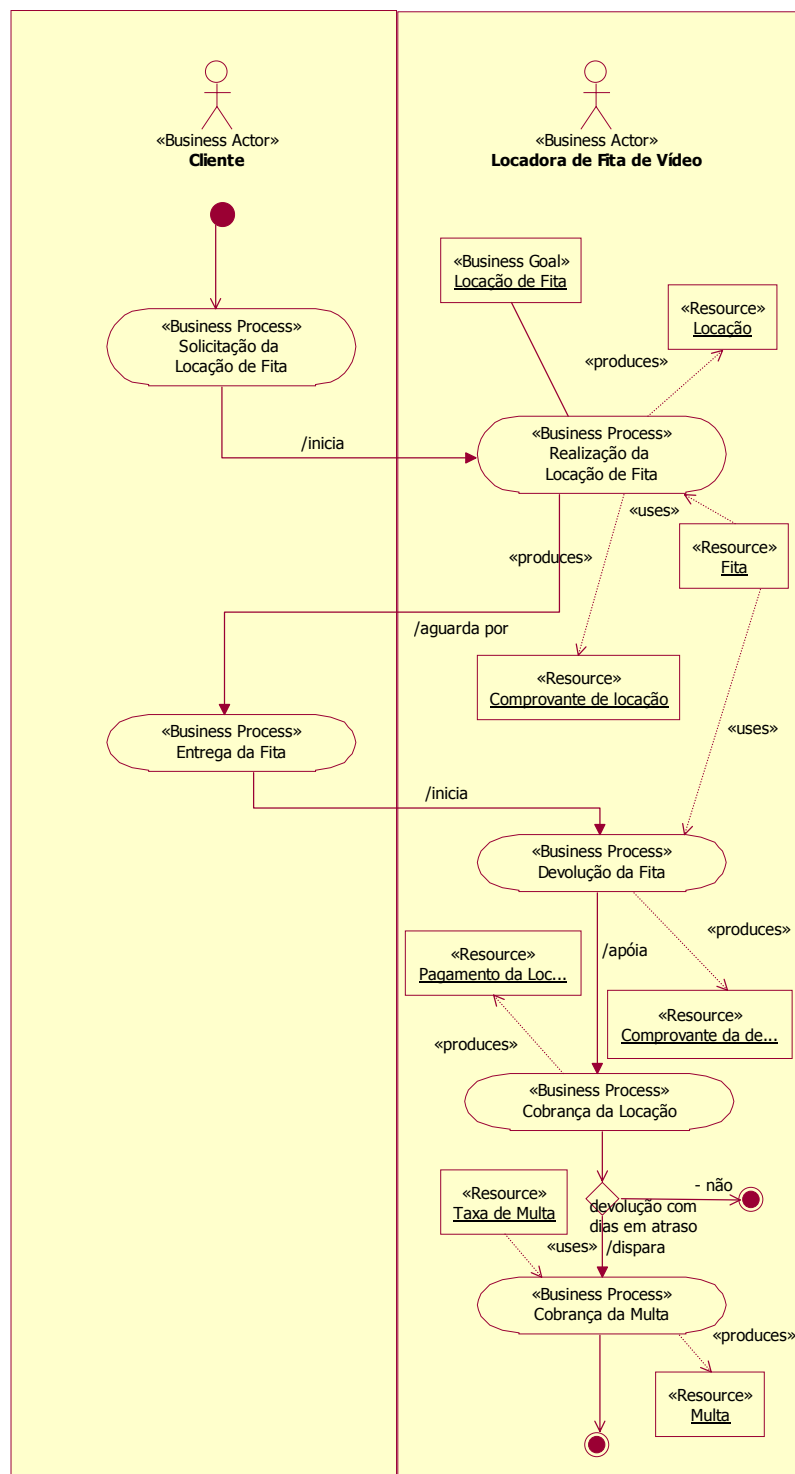 «Business Actor»
Cliente
«Business Actor»
Locadora de Fita de Vídeo
«Business Goal»
Locação de Fita
«Resource»
Locação
«Business Process»
Solicitação da
Locação de Fita
«produces»
/inicia
«Business Process»
Realização da
Locação de Fita
«uses»
«produces»
«Resource»
Fita
/aguarda por
«Resource»
Comprovante de locação
«Business Process»
Entrega da Fita
«uses»
/inicia
«Business Process»
Devolução da Fita
«produces»
/apóia
«Resource»
Pagamento da Loc...
«Resource»
Comprovante da de...
«produces»
«Business Process»
Cobrança da Locação
- não
«Resource»
Taxa de Multa
devolução com
dias em atraso
«uses»
/dispara
«Business Process»
Cobrança da Multa
«produces»
«Resource»
Multa